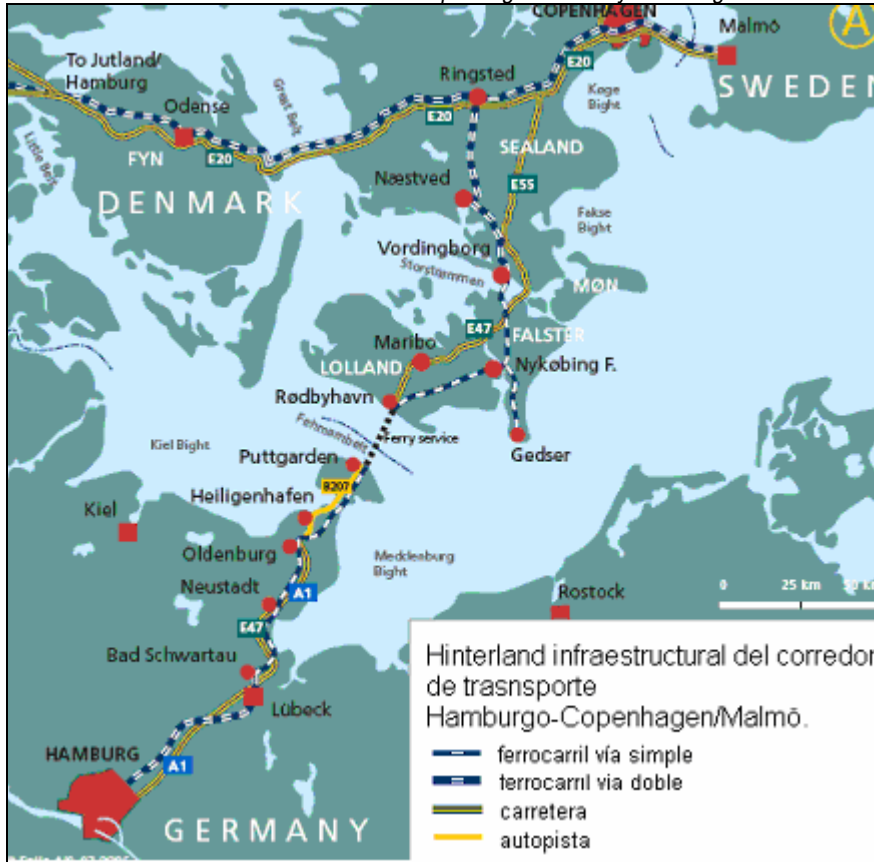 COPENHAGEN
Malmö
A
To Jutland/
Hamburg
Ringsted
E20
SWEDEN
Odense
Great Belt
Køge
Bight
E20
Little Belt
FYN
E20
SEALAND
DENMARK
Næstved
E55
Fakse
Bight
Vordingborg
Storstrømmen
MØN
E47
FALSTER
Maribo
LOLLAND
Nykøbing F.
Rødbyhavn
Fehmarnbelt
Ferry service
Kiel Bight
Gedser
Puttgarden
B207
Heiligenhafen
Kiel
Oldenburg
Mecklenburg
Bight
Neustadt
A1
Rostock
0 25 km 50 km
E47
Bad Schwartau
Lübeck
HAMBURG
A1
GERMANY
Hinterland infraestructural del corredor
de trasnsporte
Hamburgo-Copenhagen/Malmö.
ferrocarril vía simple
ferrocarril via doble
carretera
autopista